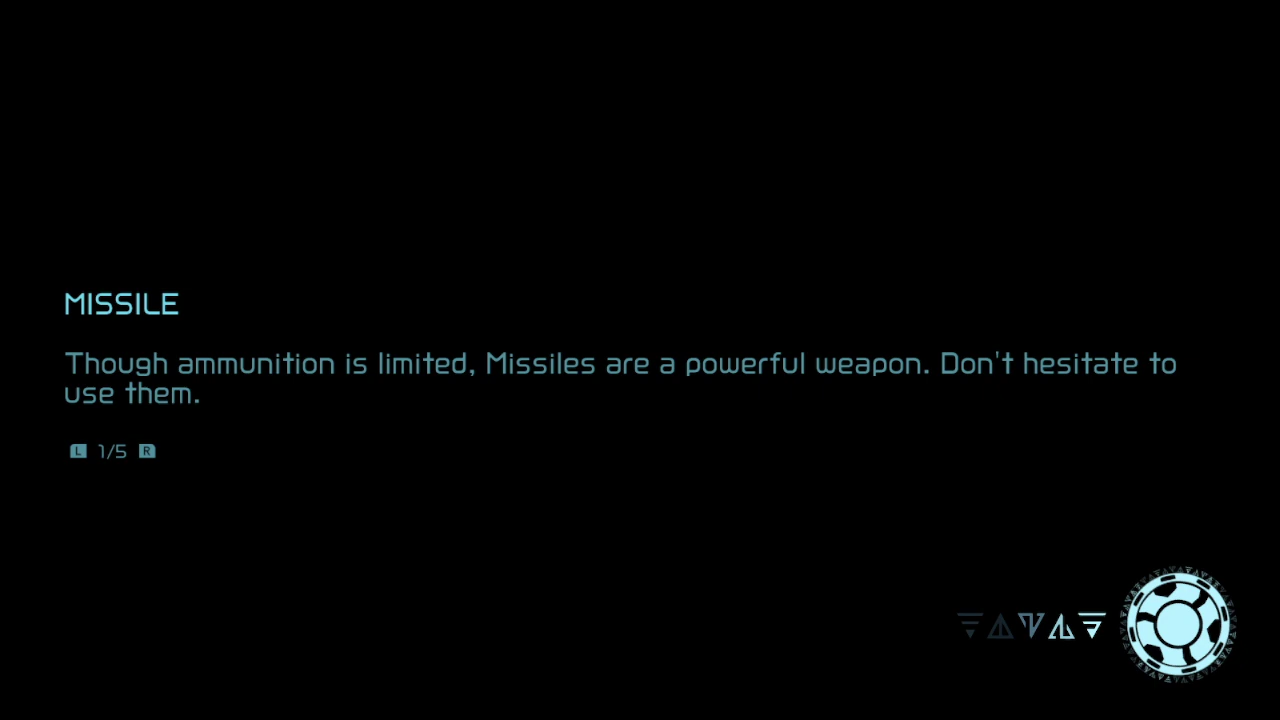 MISSILE
Though ammunition is limited, Missiles are a powerful weapon. Don't hesitate to
use them.
L 1/5 R